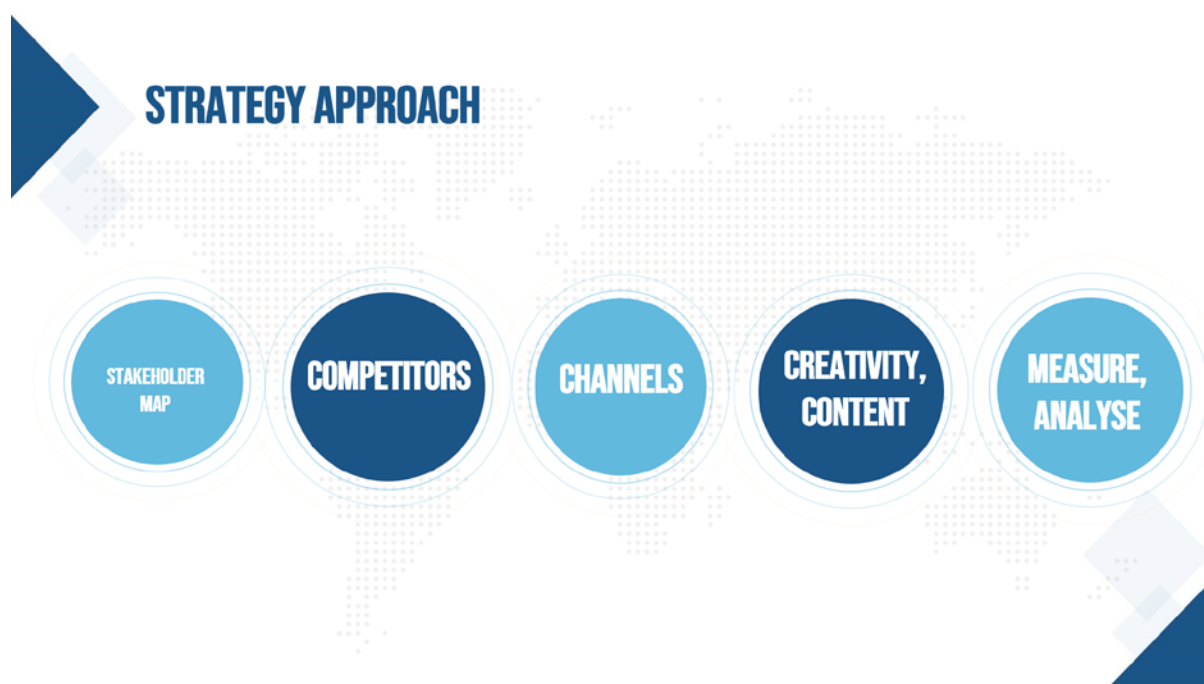 STRATEGY APPROACH
STAKEHOLDER
MAP
COMPETITORS
CHANNELS
CREATIVITY,
CONTENT
MEASURE,
ANALYSE